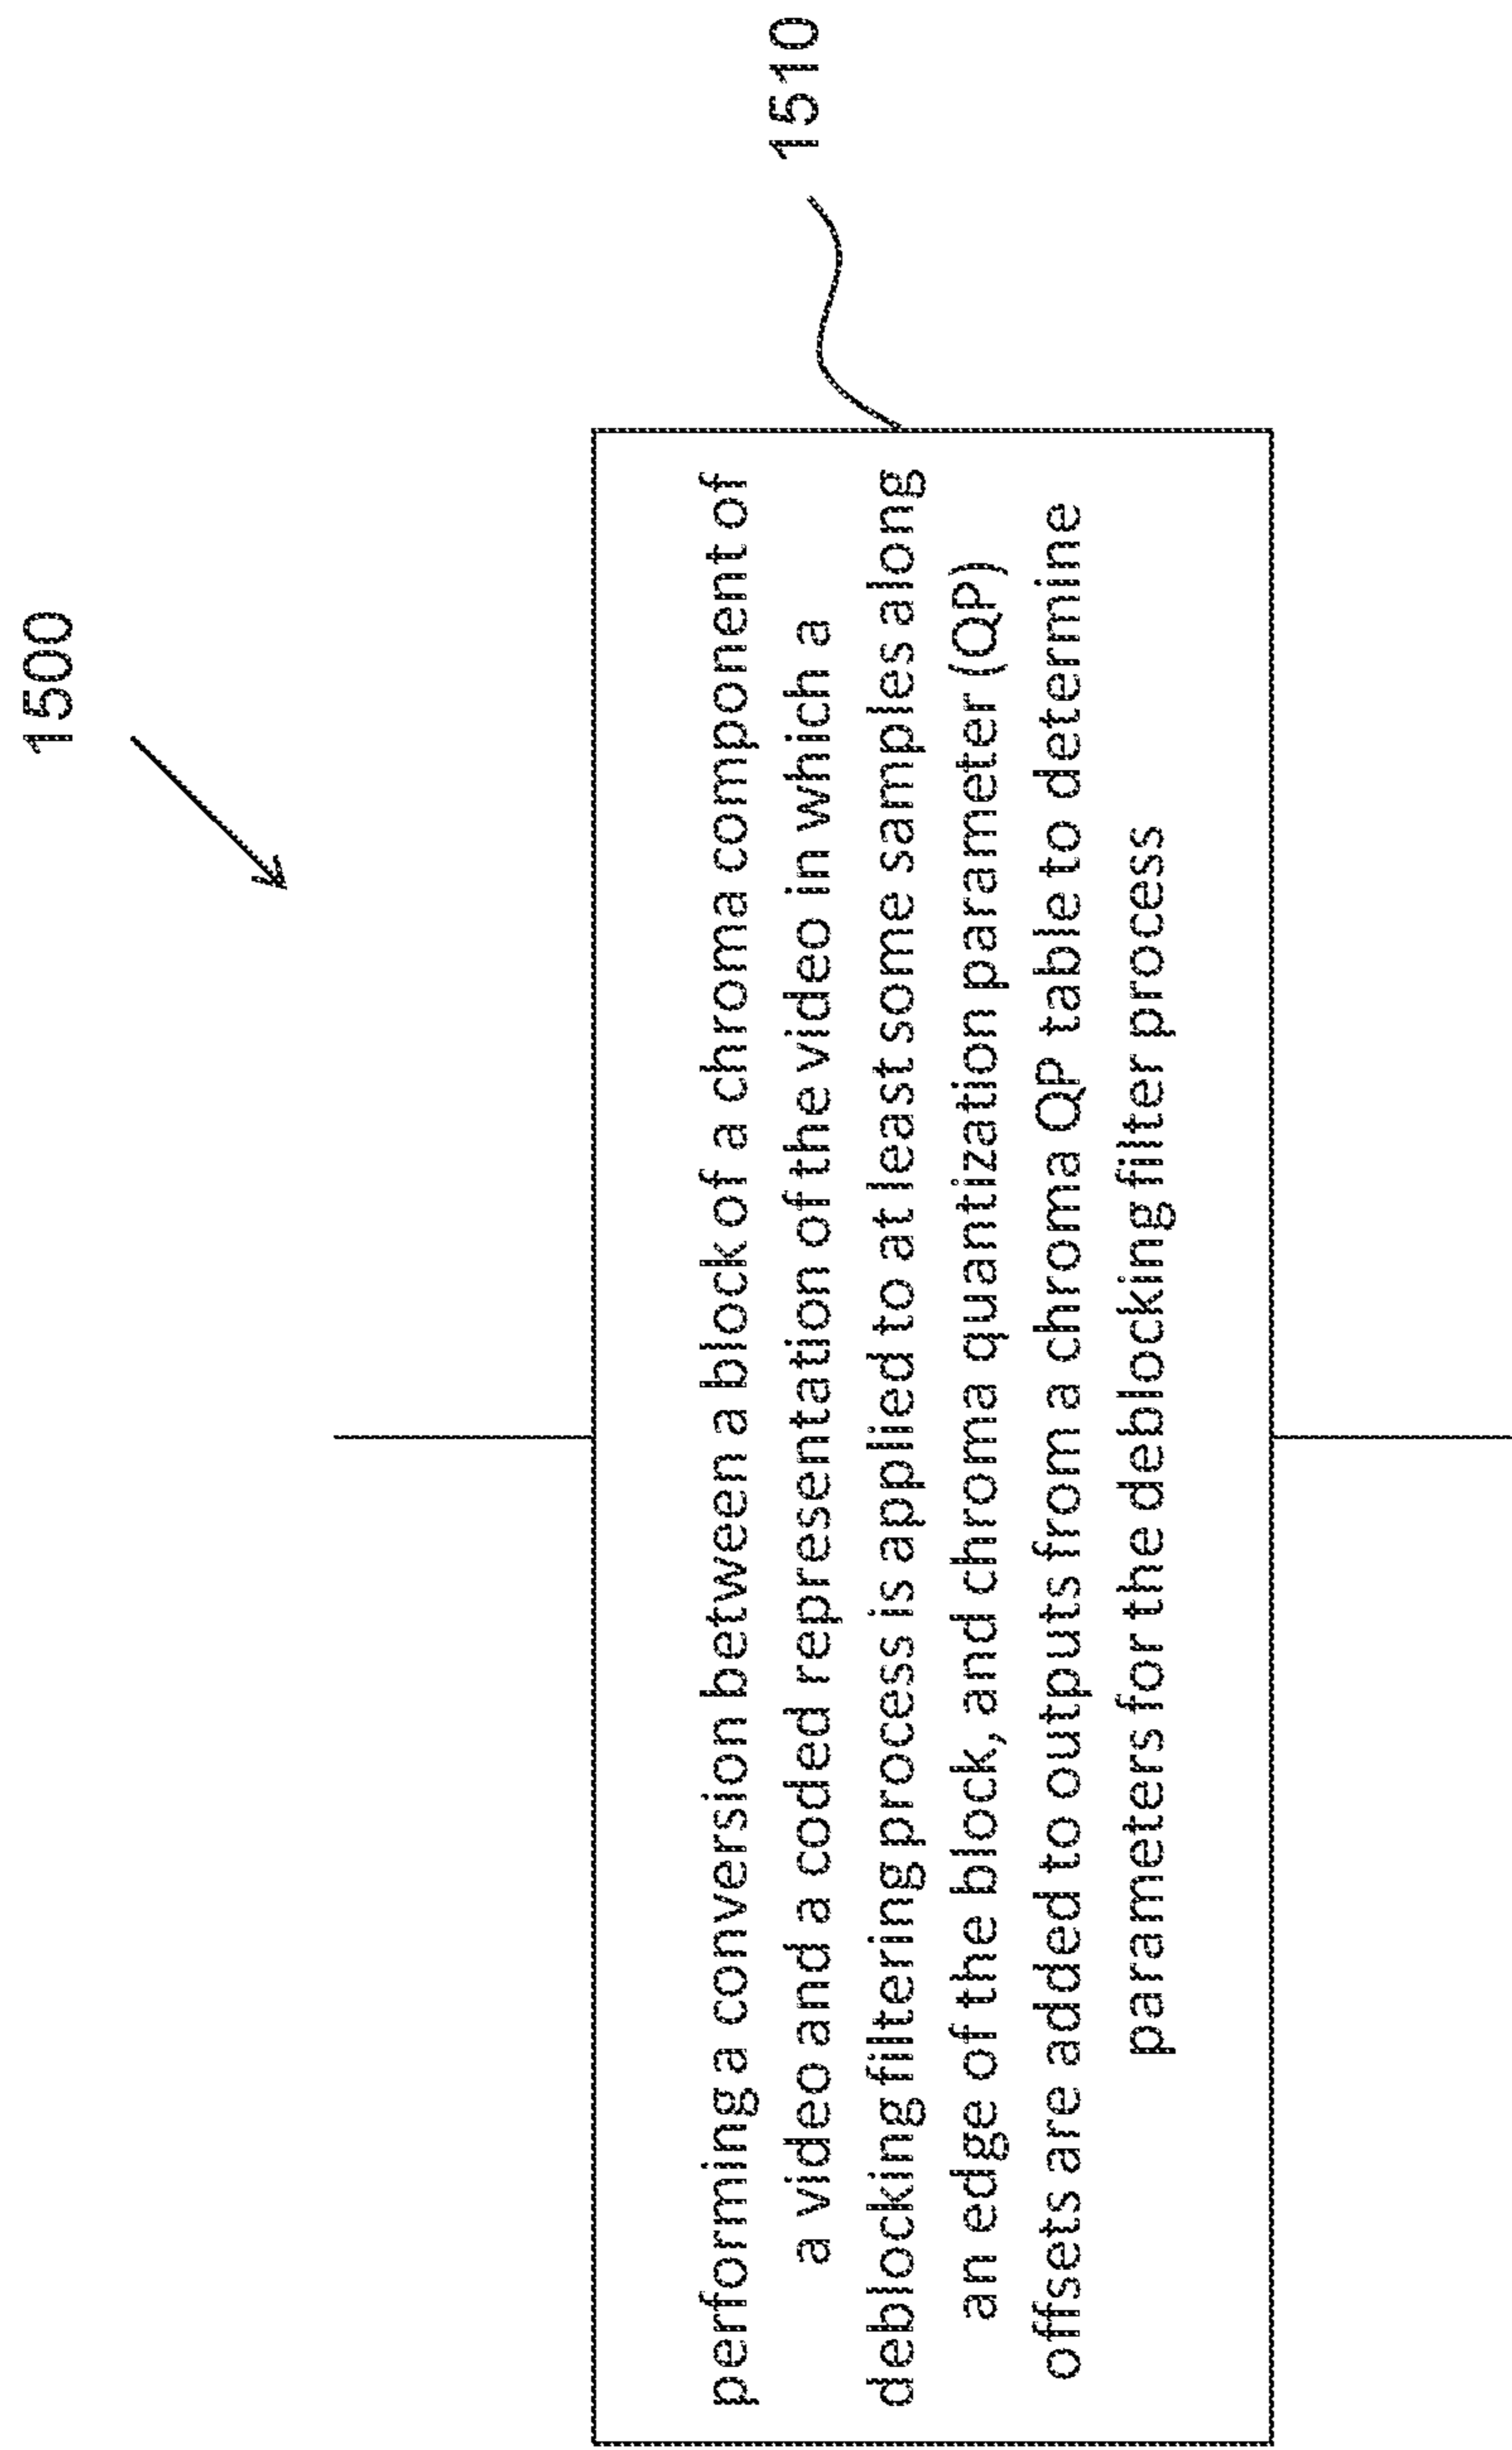 1500
performing a conversion between a block of a chroma component of
a video and a coded representation of the video in which a
deblocking filtering process is applied to at least some samples along
an edge of the block, and chroma quantization parameter (QP)
offsets are added to outputs from a chroma QP table to determine
parameters for the deblocking filter process
1510